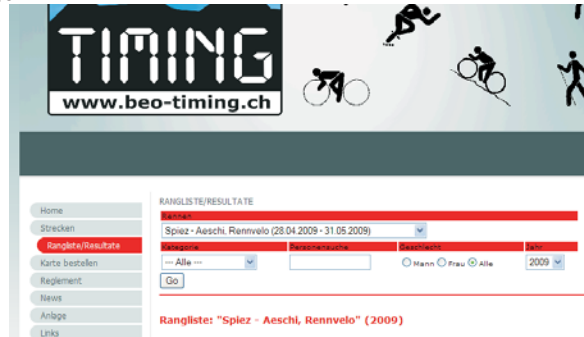 TIMING
www.beo-timing.ch
Home
Strecken
Rangliste/Resultate
Karte bestellen
Reglement
News
Anlage
Links
RANGLISTE/RESULTATE
Rennen
Spiez - Aeschi, Rennvelo (28.04.2009 - 31.05.2009)
Kategorie Personensuche Geschlecht Jahr
--- Alle --- Mann Frau Alle 2009
Go
Rangliste: "Spiez - Aeschi, Rennvelo" (2009)